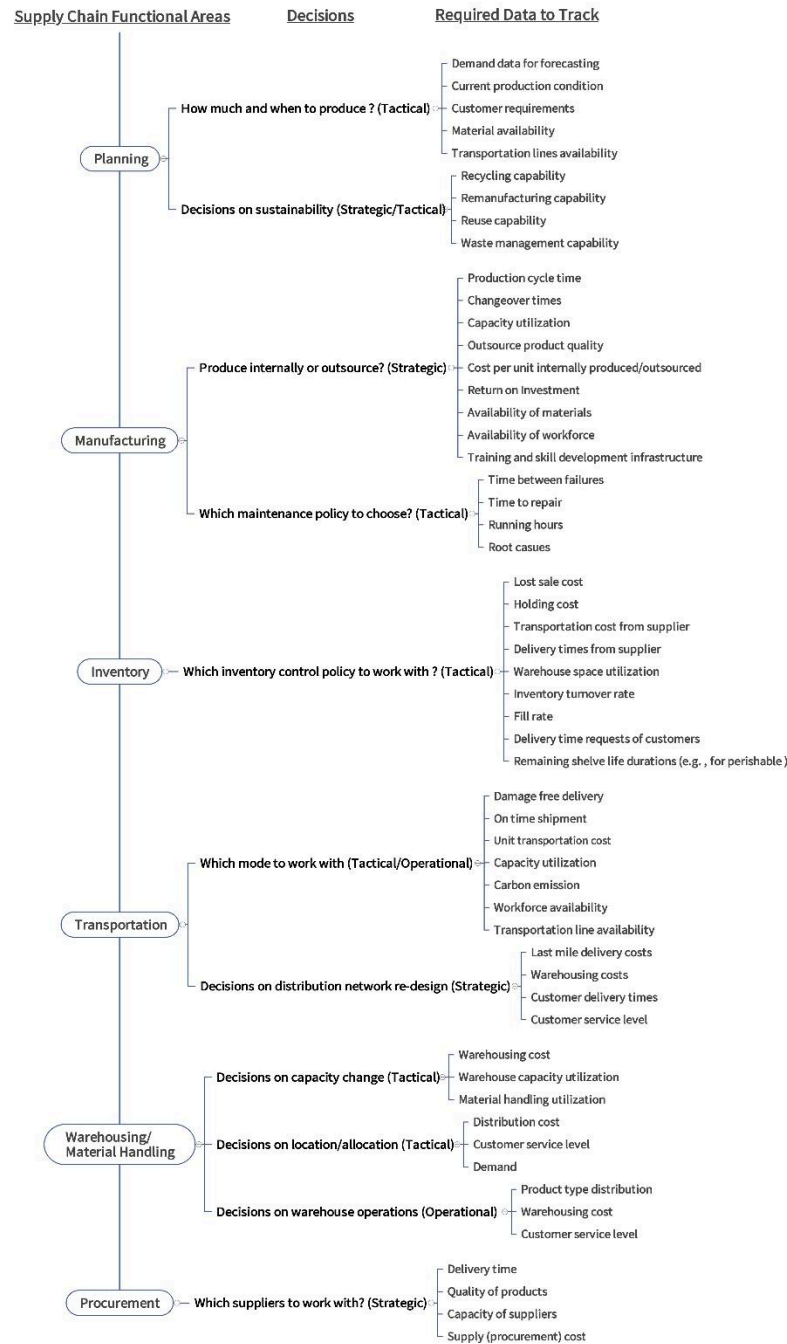 Supply Chain Functional Areas
Decisions
Required Data to Track
Planning
How much and when to produce ? (Tactical)
Demand data for forecasting
Current production condition
Customer requirements
Material availability
Transportation lines availability
Decisions on sustainability (Strategic/Tactical)
Recycling capability
Remanufacturing capability
Reuse capability
Waste management capability
Manufacturing
Produce internally or outsource? (Strategic)
Production cycle time
Changeover times
Capacity utilization
Outsource product quality
Cost per unit internally produced/outsourced
Return on Investment
Availability of materials
Availability of workforce
Training and skill development infrastructure
Which maintenance policy to choose? (Tactical)
Time between failures
Time to repair
Running hours
Root casues
Inventory
Which inventory control policy to work with ? (Tactical)
Lost sale cost
Holding cost
Transportation cost from supplier
Delivery times from supplier
Warehouse space utilization
Inventory turnover rate
Fill rate
Delivery time requests of customers
Remaining shelve life durations (e.g. , for perishable )
Transportation
Which mode to work with (Tactical/Operational)
Damage free delivery
On time shipment
Unit transportation cost
Capacity utilization
Carbon emission
Workforce availability
Transportation line availability
Decisions on distribution network re-design (Strategic)
Last mile delivery costs
Warehousing costs
Customer delivery times
Customer service level
Warehousing/
Material Handling
Decisions on capacity change (Tactical)
Warehousing cost
Warehouse capacity utilization
Material handling utilization
Decisions on location/allocation (Tactical)
Distribution cost
Customer service level
Demand
Decisions on warehouse operations (Operational)
Product type distribution
Warehousing cost
Customer service level
Procurement
Which suppliers to work with? (Strategic)
Delivery time
Quality of products
Capacity of suppliers
Supply (procurement) cost